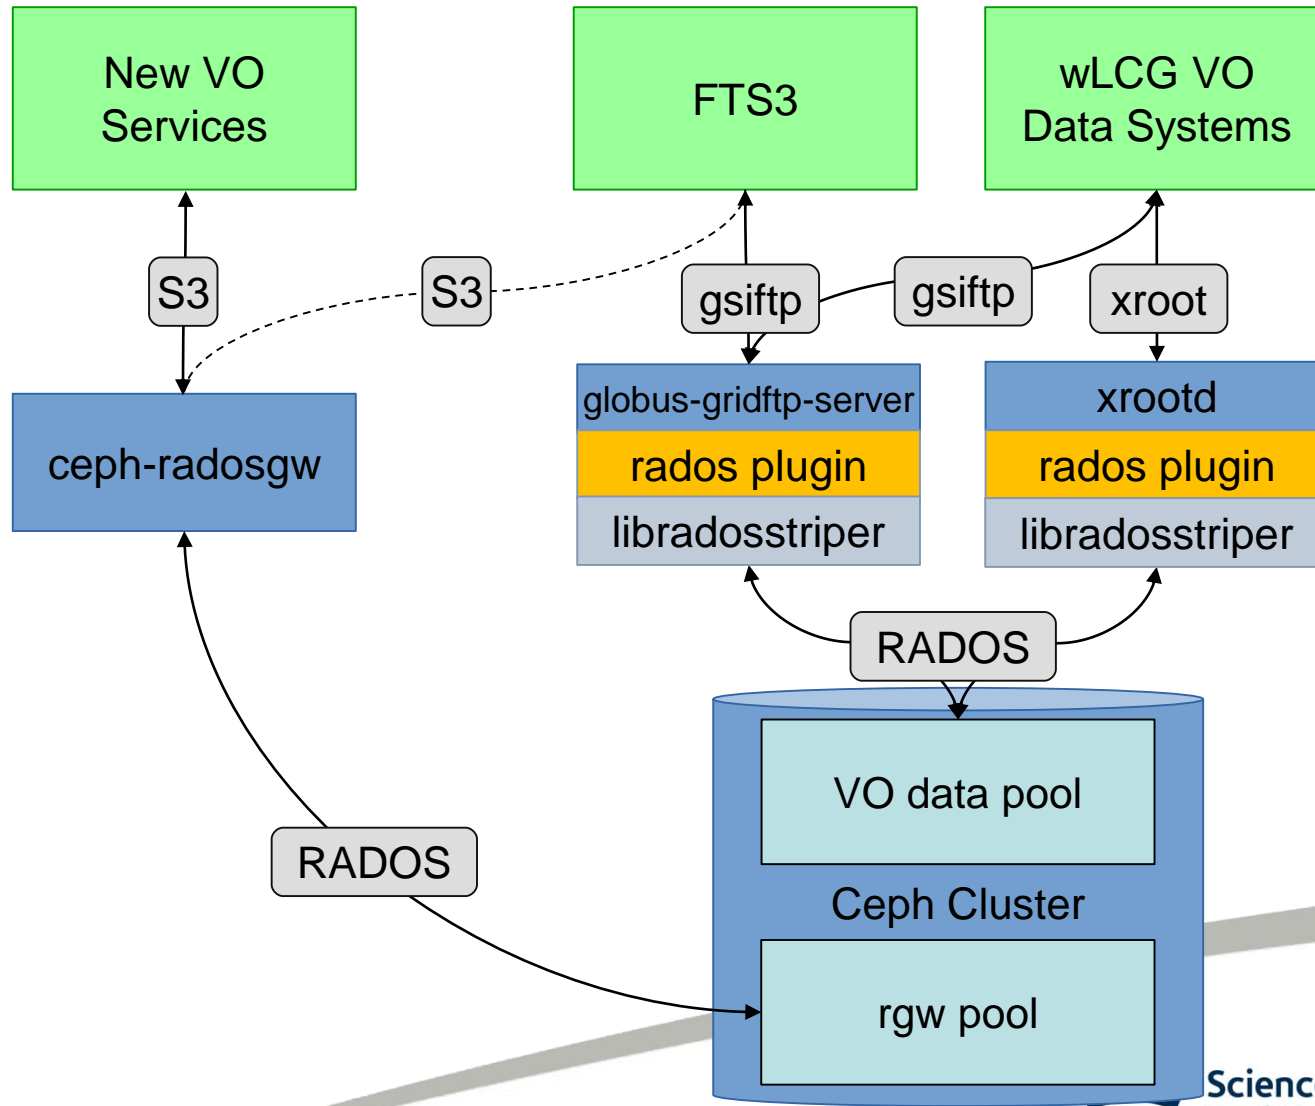 New VO
Services
FTS3
wLCG VO
Data Systems
S3
S3
gsiftp
gsiftp
xroot
globus-gridftp-server
xrootd
ceph-radosgw
rados plugin
rados plugin
libradosstriper
libradosstriper
RADOS
VO data pool
RADOS
Ceph Cluster
rgw pool
Science